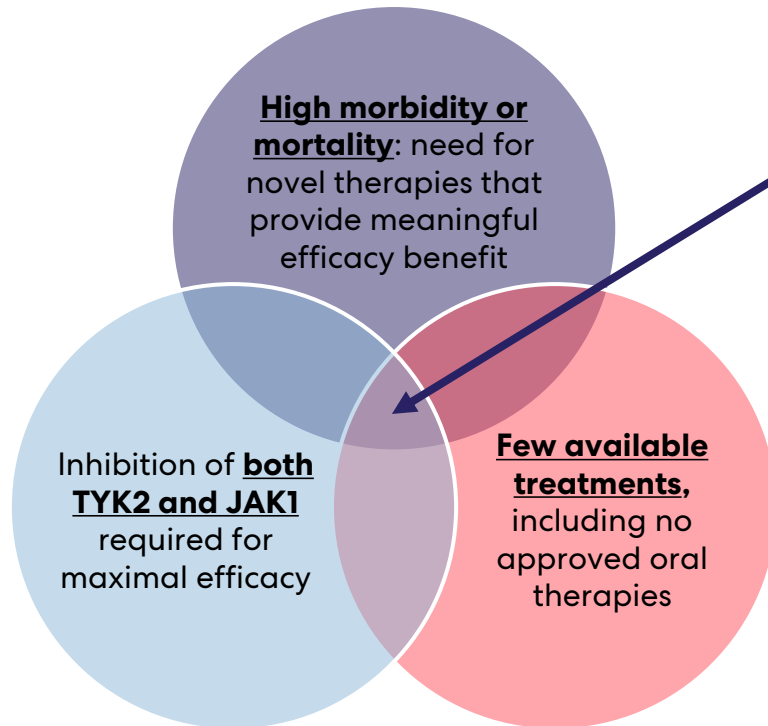 High morbidity or
mortality: need for
novel therapies that
provide meaningful
efficacy benefit
Inhibition of both
TYK2 and JAK1
required for
maximal efficacy
Few available
treatments,
including no
approved oral
therapies